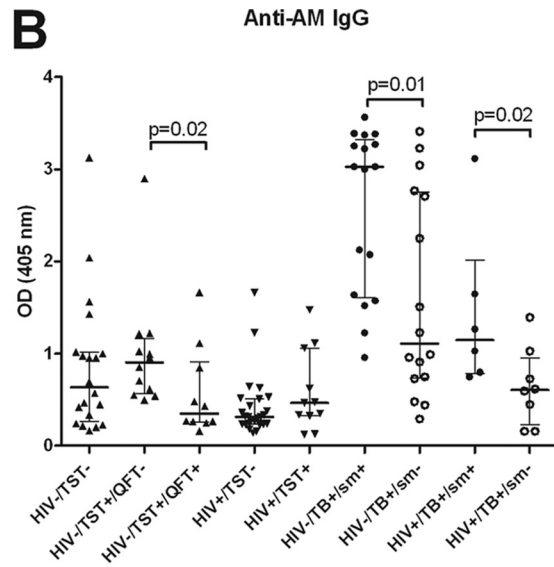 B
Anti-AM IgG
OD (405 nm)
4
3
2
1
0
p=0.02
p=0.01
p=0.02
HIV-/TST-
HIV-/TST+/QFT-
HIV-/TST+/QFT+
HIV+/TST-
HIV+/TST+
HIV-/TB+/sm+
HIV-/TB+/sm-
HIV+/TB+/sm+
HIV+/TB+/sm-